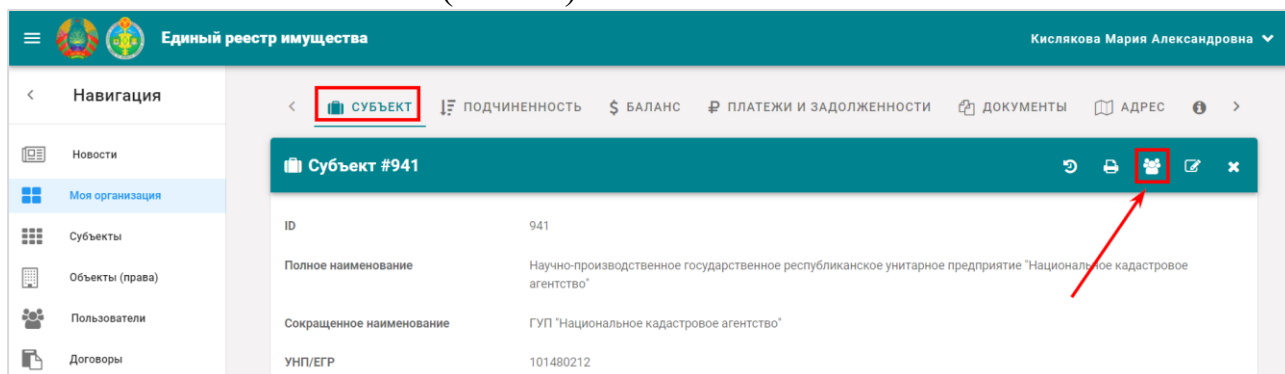 Единый реестр имущества
Кислякова Мария Александровна
Навигация
СУБЪЕКТ ПОДЧИНЕННОСТЬ $ БАЛАНС ₽ ПЛАТЕЖИ И ЗАДОЛЖЕННОСТИ ДОКУМЕНТЫ АДРЕС
Новости
Субъект #941
Моя организация
Субъекты
ID 941
Объекты (права)
Полное наименование Научно-производственное государственное республиканское унитарное предприятие "Национальное кадастровое
агентство"
Пользователи
Сокращенное наименование ГУП "Национальное кадастровое агентство"
Договоры
УНП/ЕГР 101480212